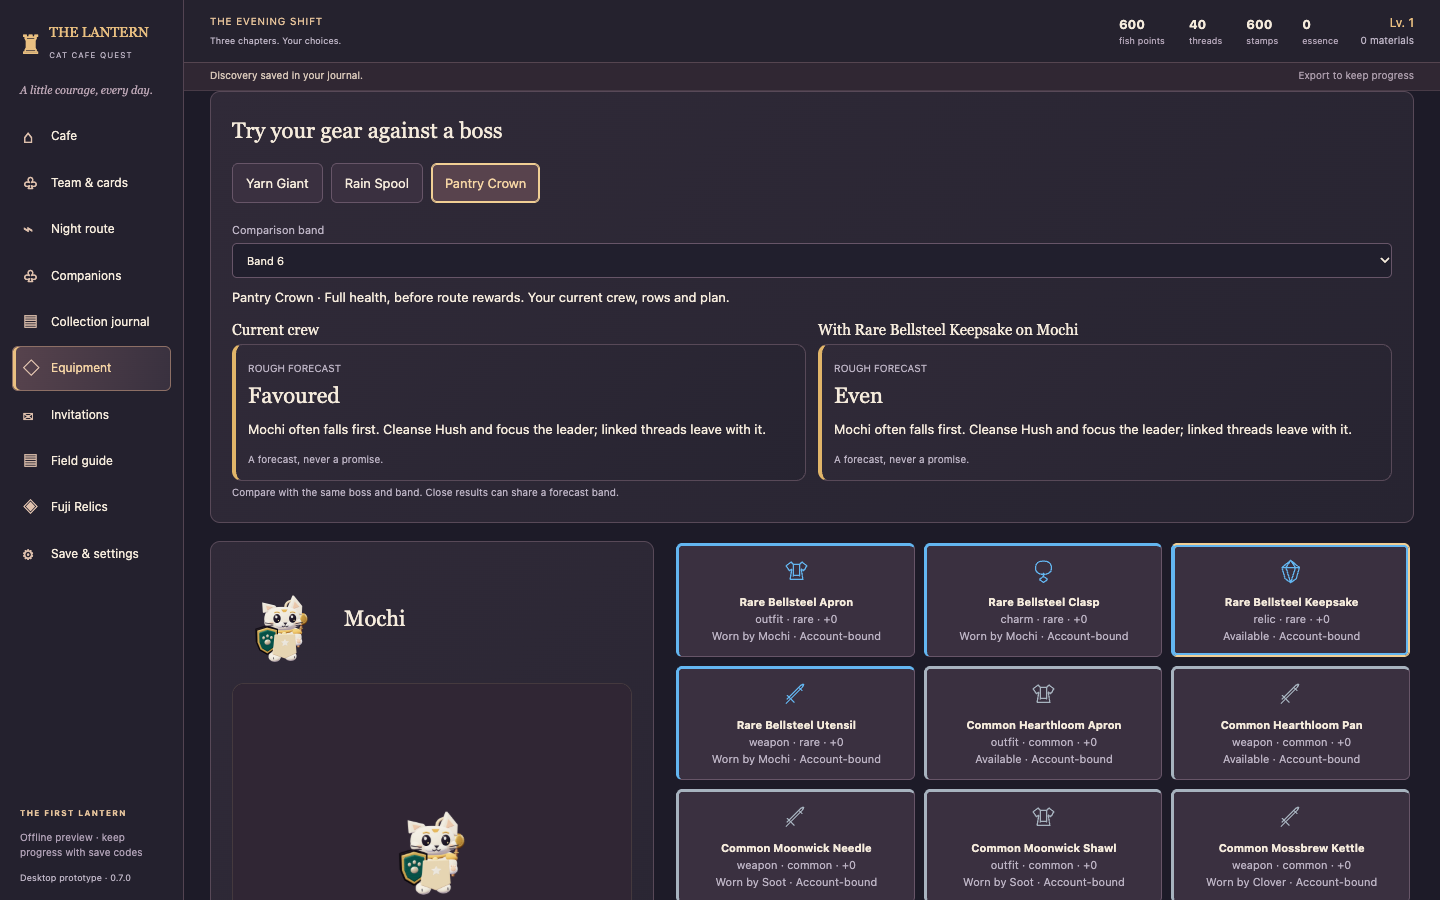 THE LANTERN
CAT CAFE QUEST
A little courage, every day.
Cafe
Team & cards
Night route
Companions
Collection journal
Equipment
Invitations
Field guide
Fuji Relics
Save & settings
THE FIRST LANTERN
Offline preview · keep
progress with save codes
Desktop prototype · 0.7.0
THE EVENING SHIFT
Three chapters. Your choices.
600 40 600 0 Lv. 1
fish points threads stamps essence 0 materials
Discovery saved in your journal. Export to keep progress
Try your gear against a boss
Yarn Giant Rain Spool Pantry Crown
Comparison band
Band 6
Pantry Crown · Full health, before route rewards. Your current crew, rows and plan.
Current crew
ROUGH FORECAST
Favoured
Mochi often falls first. Cleanse Hush and focus the leader; linked threads leave with it.
A forecast, never a promise.
With Rare Bellsteel Keepsake on Mochi
ROUGH FORECAST
Even
Mochi often falls first. Cleanse Hush and focus the leader; linked threads leave with it.
A forecast, never a promise.
Compare with the same boss and band. Close results can share a forecast band.
Mochi
Rare Bellsteel Apron
outfit · rare · +0
Worn by Mochi · Account-bound
Rare Bellsteel Clasp
charm · rare · +0
Worn by Mochi · Account-bound
Rare Bellsteel Keepsake
relic · rare · +0
Available · Account-bound
Rare Bellsteel Utensil
weapon · rare · +0
Worn by Mochi · Account-bound
Common Hearthloom Apron
outfit · common · +0
Available · Account-bound
Common Hearthloom Pan
weapon · common · +0
Available · Account-bound
Common Moonwick Needle
weapon · common · +0
Worn by Soot · Account-bound
Common Moonwick Shawl
outfit · common · +0
Worn by Soot · Account-bound
Common Mossbrew Kettle
weapon · common · +0
Worn by Clover · Account-bound